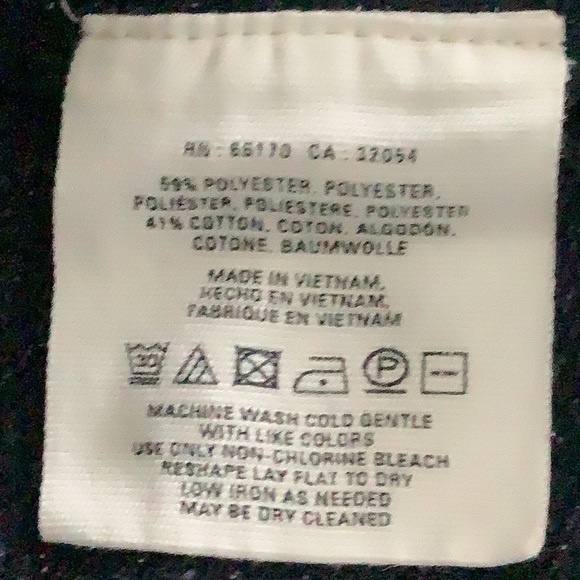 RN : 66170 CA : 32054
59% POLYESTER, POLYESTER,
POLIÉSTER, POLIESTERE, POLYESTER
41% COTTON, COTON, ALGODÓN,
COTONE, BAUMWOLLE
MADE IN VIETNAM,
HECHO EN VIETNAM,
FABRIQUE EN VIETNAM
30 P
MACHINE WASH COLD GENTLE
WITH LIKE COLORS
USE ONLY NON-CHLORINE BLEACH
RESHAPE LAY FLAT TO DRY
LOW IRON AS NEEDED
MAY BE DRY CLEANED